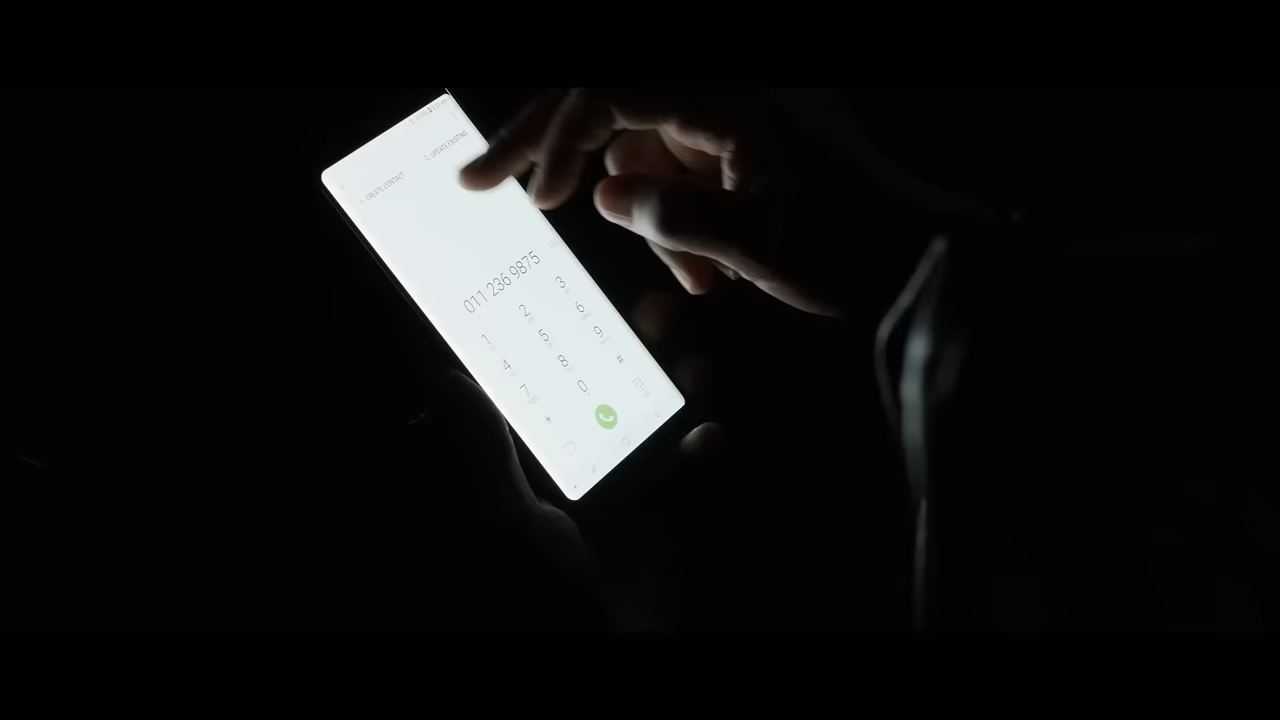 CREATE CONTACT UPDATE EXISTING
011 236 9875
1 2 3
4 5 6
7 8 9
* 0 #